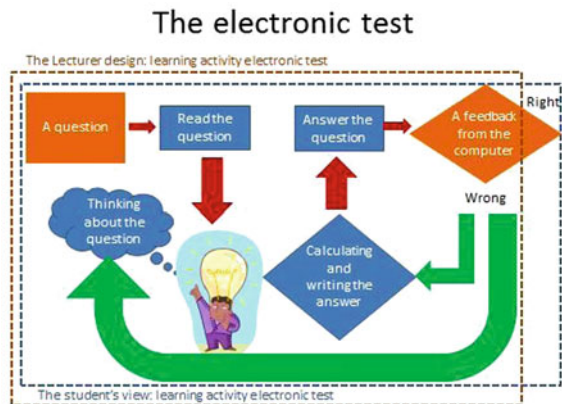 The electronic test
The Lecturer design: learning activity electronic test
A question
Read the
question
Answer the
question
A feedback
from the
computer
Right
Wrong
Thinking
about the
question
Calculating
and
writing the
answer
The student's view: learning activity electronic test